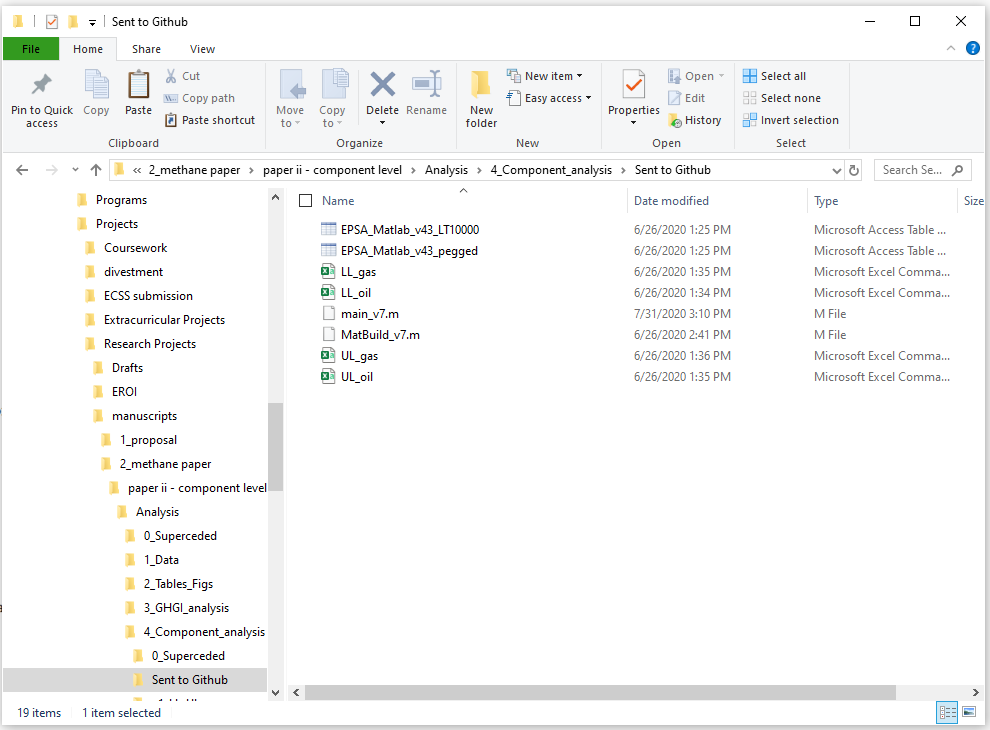 Sent to Github
File Home Share View
Pin to Quick access
Copy
Paste
Cut
Copy path
Paste shortcut
Clipboard
Move to
Copy to
Delete
Rename
Organize
New folder
New item
Easy access
New
Properties
Open
Edit
History
Open
Select all
Select none
Invert selection
Select
« 2_methane paper › paper ii - component level › Analysis › 4_Component_analysis › Sent to Github
Search Se...
Programs
Projects
Coursework
divestment
ECSS submission
Extracurricular Projects
Research Projects
Drafts
EROI
manuscripts
1_proposal
2_methane paper
paper ii - component level
Analysis
0_Superceded
1_Data
2_Tables_Figs
3_GHGI_analysis
4_Component_analysis
0_Superceded
Sent to Github
Name Date modified Type Size
EPSA_Matlab_v43_LT10000 6/26/2020 1:25 PM Microsoft Access Table ...
EPSA_Matlab_v43_pegged 6/26/2020 1:25 PM Microsoft Access Table ...
LL_gas 6/26/2020 1:35 PM Microsoft Excel Comma...
LL_oil 6/26/2020 1:34 PM Microsoft Excel Comma...
main_v7.m 7/31/2020 3:10 PM M File
MatBuild_v7.m 6/26/2020 2:41 PM M File
UL_gas 6/26/2020 1:36 PM Microsoft Excel Comma...
UL_oil 6/26/2020 1:35 PM Microsoft Excel Comma...
19 items 1 item selected